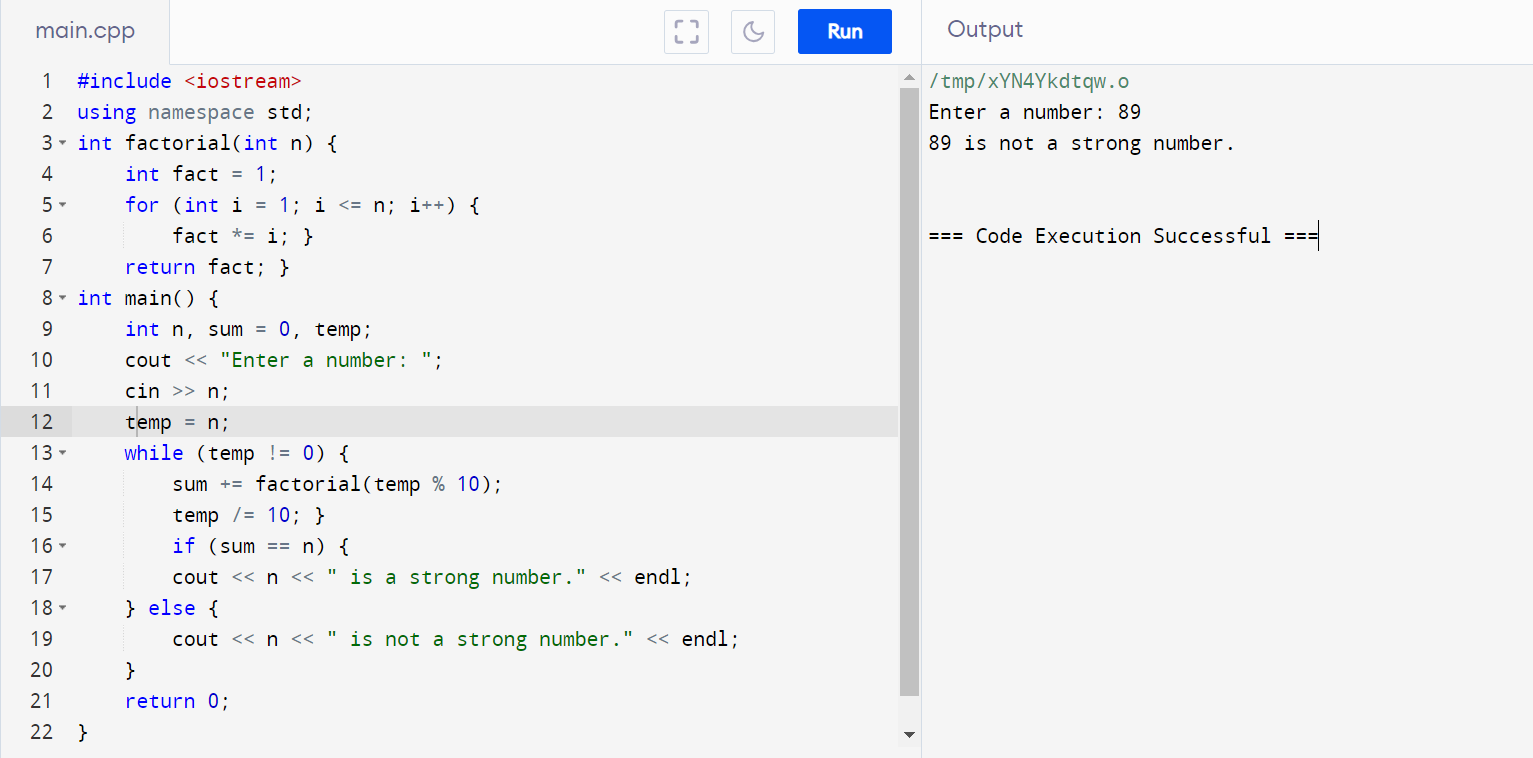 main.cpp
Run
1 #include <iostream>
2 using namespace std;
3 int factorial(int n) {
4     int fact = 1;
5     for (int i = 1; i <= n; i++) {
6         fact *= i; }
7     return fact; }
8 int main() {
9     int n, sum = 0, temp;
10     cout << "Enter a number: ";
11     cin >> n;
12     temp = n;
13     while (temp != 0) {
14         sum += factorial(temp % 10);
15         temp /= 10; }
16         if (sum == n) {
17         cout << n << " is a strong number." << endl;
18     } else {
19         cout << n << " is not a strong number." << endl;
20     }
21     return 0;
22 }
Output
/tmp/xYN4Ykdtqw.o
Enter a number: 89
89 is not a strong number.
=== Code Execution Successful ===